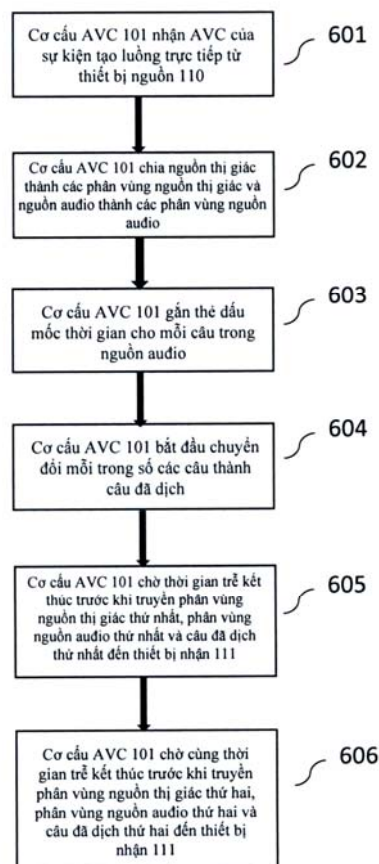 Cơ cấu AVC 101 nhận AVC của
sự kiện tạo luồng trực tiếp từ
thiết bị nguồn 110
601
Cơ cấu AVC 101 chia nguồn thị giác
thành các phân vùng nguồn thị giác và
nguồn audio thành các phân vùng nguồn
audio
602
Cơ cấu AVC 101 gắn thẻ dấu
mốc thời gian cho mỗi câu trong
nguồn audio
603
Cơ cấu AVC 101 bắt đầu chuyển
đổi mỗi trong số các câu thành
câu đã dịch
604
Cơ cấu AVC 101 chờ thời gian trễ kết
thúc trước khi truyền phân vùng
nguồn thị giác thứ nhất, phân vùng
nguồn audio thứ nhất và câu đã dịch
thứ nhất đến thiết bị nhận 111
605
Cơ cấu AVC 101 chờ cùng thời
gian trễ kết thúc trước khi truyền
phân vùng nguồn thị giác thứ hai,
phân vùng nguồn audio thứ hai và
câu đã dịch thứ hai đến thiết bị
nhận 111
606